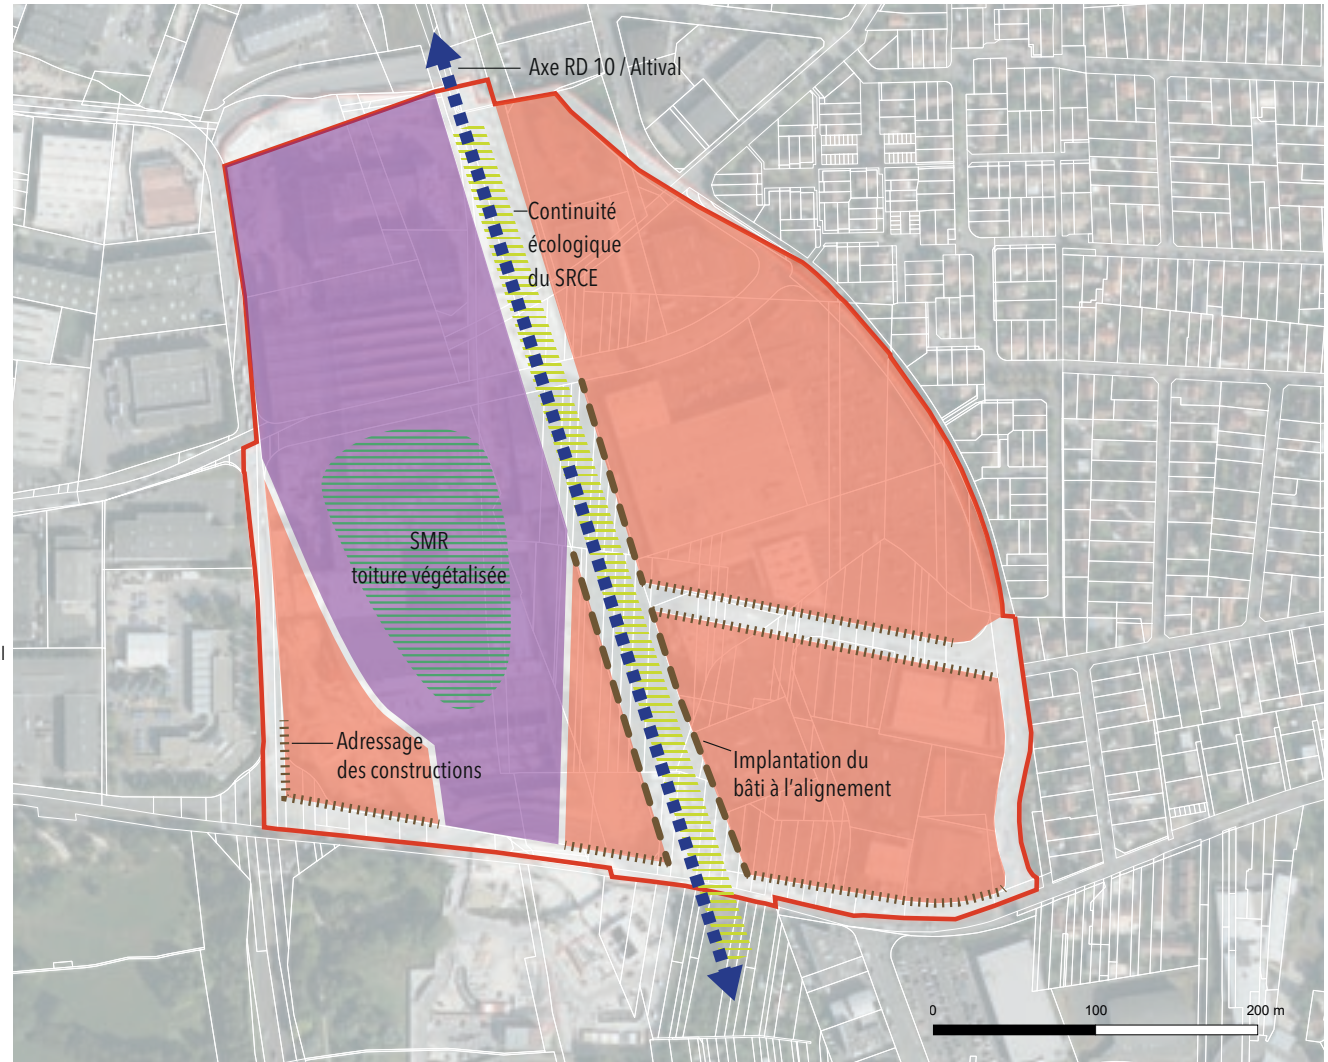 Axe RD 10 / Altival
Continuité
écologique
du SRCE
SMR
toiture végétalisée
l
Adressage
des constructions
Implantation du
bâti à l'alignement
0 100 200 m